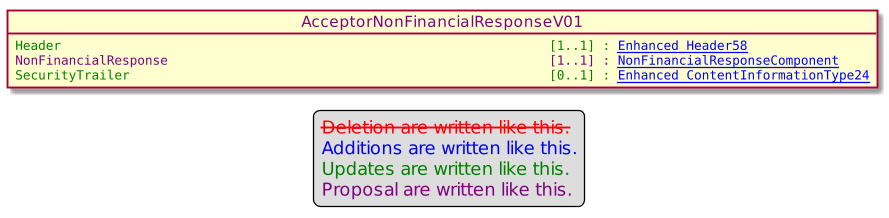 AcceptorNonFinancialResponseV01
Header [1..1] : Enhanced Header58
NonFinancialResponse [1..1] : NonFinancialResponseComponent
SecurityTrailer [0..1] : Enhanced ContentInformationType24
Deletion are written like this.
Additions are written like this.
Updates are written like this.
Proposal are written like this.